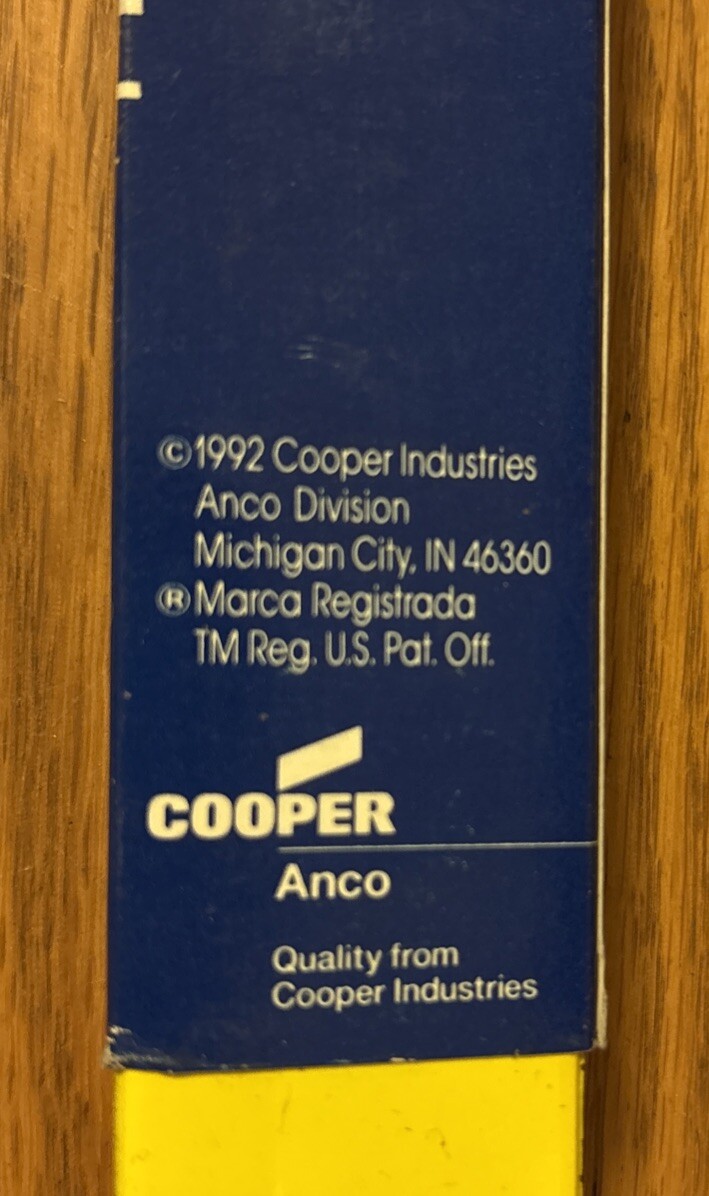 ©1992 Cooper Industries
Anco Division
Michigan City, IN 46360
®Marca Registrada
TM Reg. U.S. Pat. Off.
COOPER
Anco
Quality from
Cooper Industries